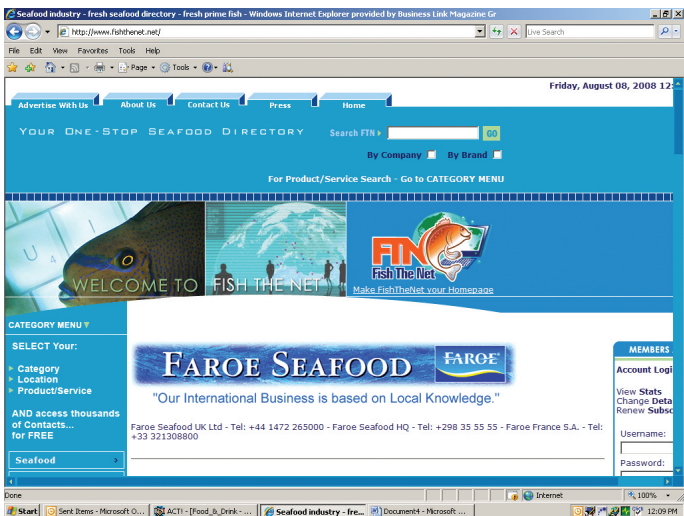 Seafood industry - fresh seafood directory - fresh prime fish - Windows Internet Explorer provided by Business Link Magazine Gr
http://www.fishthenet.net/
Live Search
File Edit View Favorites Tools Help
Page Tools
Friday, August 08, 2008 12:
Advertise With Us About Us Contact Us Press Home
YOUR ONE-STOP SEAFOOD DIRECTORY
Search FTN GO
By Company By Brand
For Product/Service Search - Go to CATEGORY MENU
U I
WELCOME TO FISH THE NET
FTN
Fish The Net
Make FishTheNet your Homepage
CATEGORY MENU
SELECT Your:
Category
Location
Product/Service
AND access thousands
of Contacts...
for FREE
Seafood >
FAROE SEAFOOD
FAROE
"Our International Business is based on Local Knowledge."
Faroe Seafood UK Ltd - Tel: +44 1472 265000 - Faroe Seafood HQ - Tel: +298 35 55 55 - Faroe France S.A. - Tel:
+33 321308800
MEMBERS
Account Logi
View Stats
Change Deta
Renew Subsc
Username:
Password:
Done
Internet
100%
Start
Sent Items - Microsoft O...
ACT! - [Food_&_Drink - ...
Seafood industry - fre...
Document4 - Microsoft ...
12:09 PM